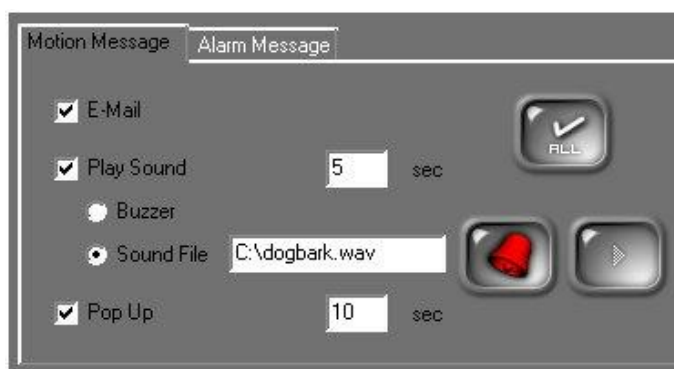 Motion Message Alarm Message
E-Mail
ALL
Play Sound 5 sec
Buzzer
Sound File C:\dogbark.wav
Pop Up 10 sec